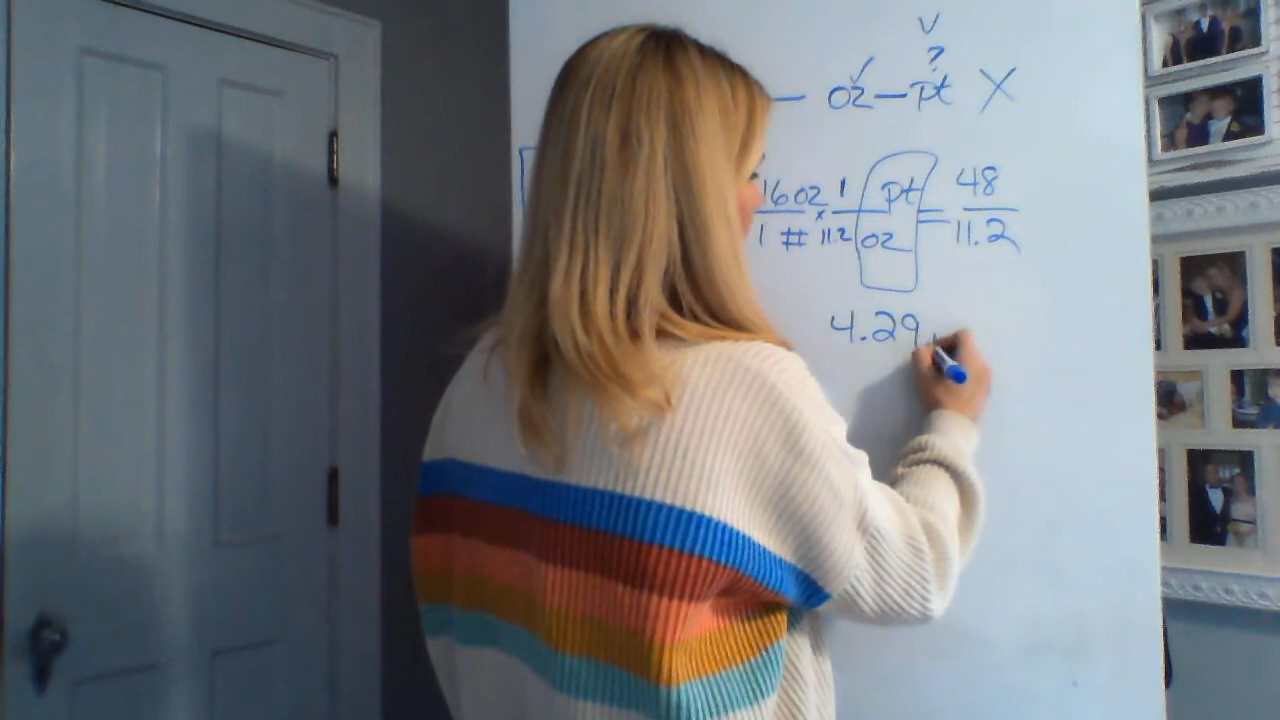 V
?
— oz — pt X
16 oz × 1 pt = 48
1 # 11.2 oz 11.2
4.29